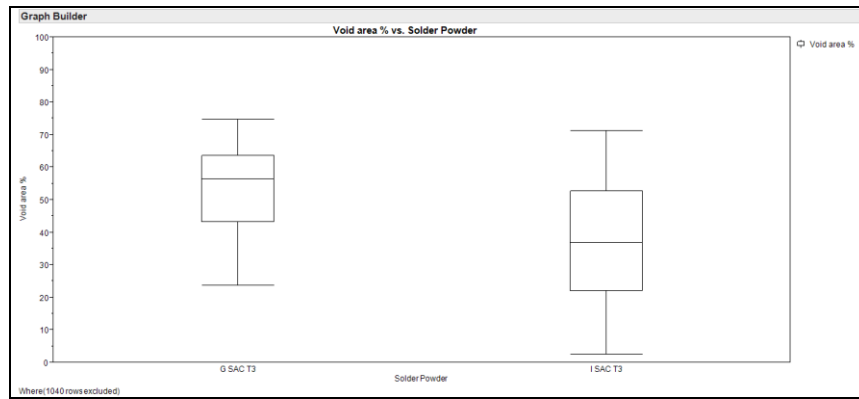 Graph Builder
Void area % vs. Solder Powder
100
90
80
70
60
50
40
30
20
10
0
Void area %
Void area %
G SAC T3
I SAC T3
Solder Powder
Where(1040 rows excluded)